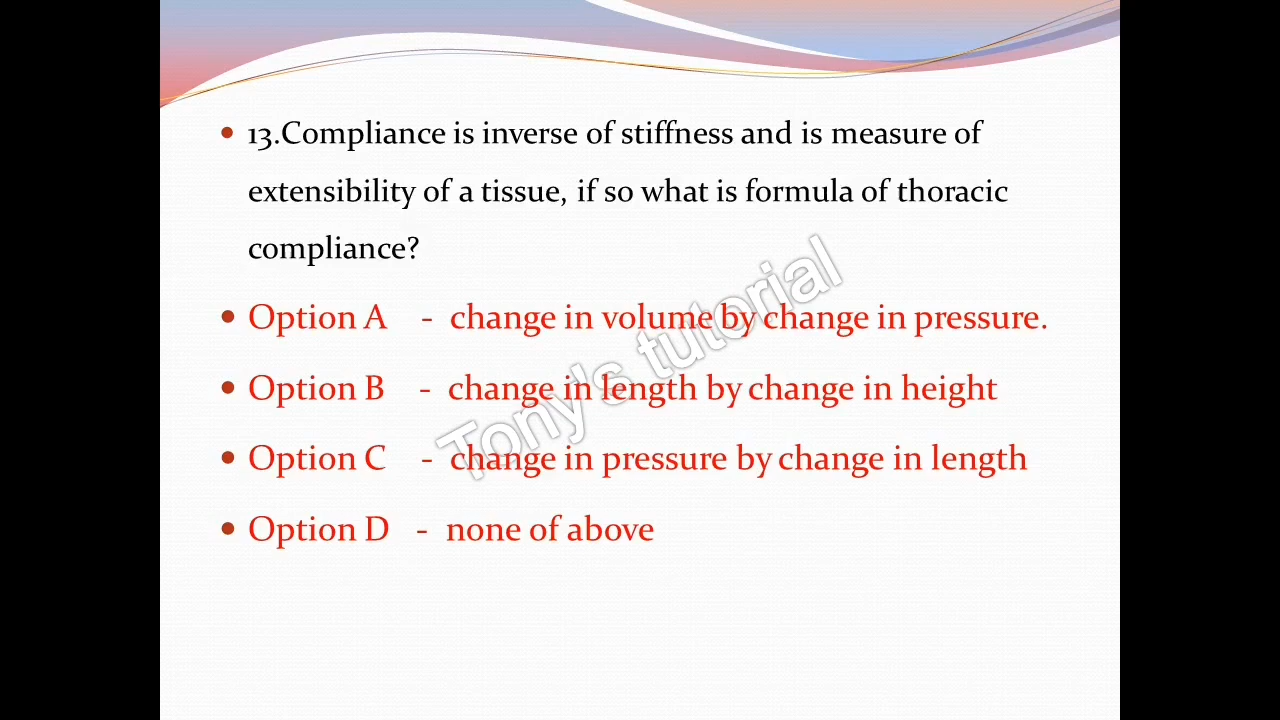 13.Compliance is inverse of stiffness and is measure of
extensibility of a tissue, if so what is formula of thoracic
compliance?
Option A - change in volume by change in pressure.
Option B - change in length by change in height
Option C - change in pressure by change in length
Option D - none of above
Tony's tutorial